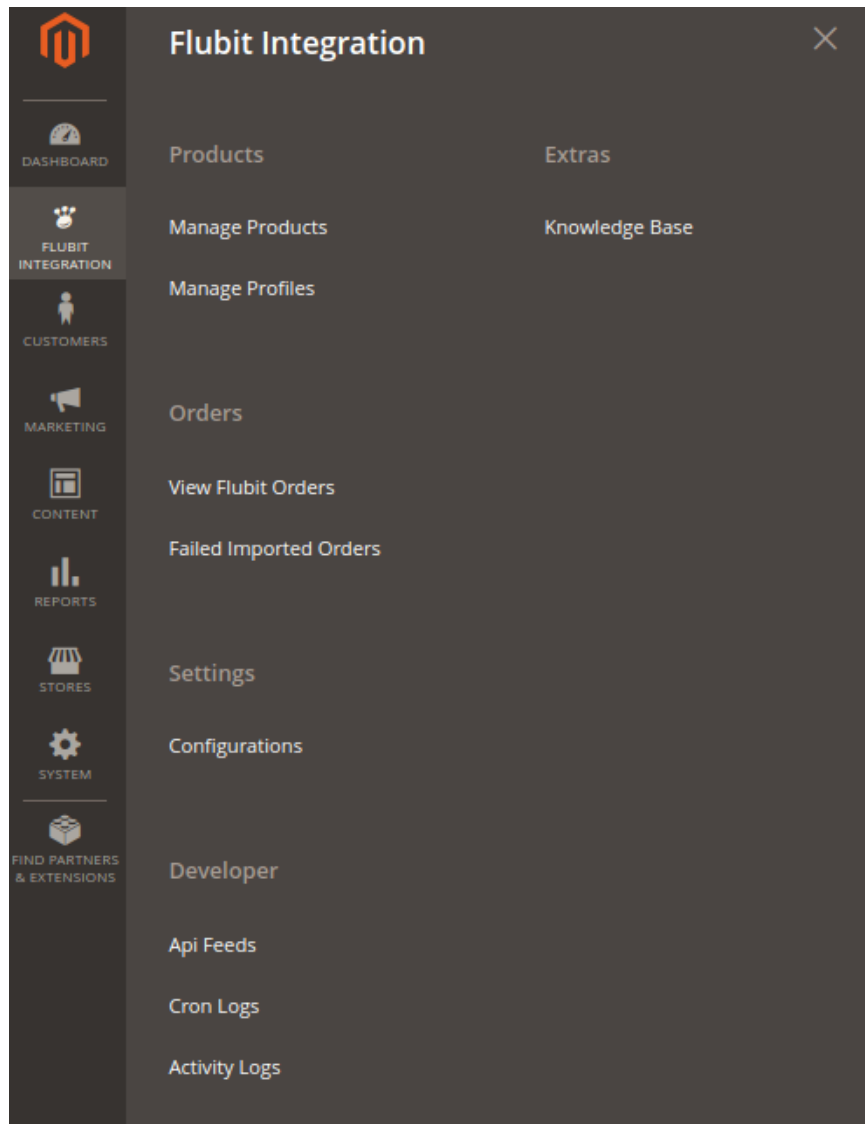 DASHBOARD
FLUBIT
INTEGRATION
CUSTOMERS
MARKETING
CONTENT
REPORTS
STORES
SYSTEM
FIND PARTNERS
& EXTENSIONS
Flubit Integration
Products
Manage Products
Manage Profiles
Orders
View Flubit Orders
Failed Imported Orders
Settings
Configurations
Developer
Api Feeds
Cron Logs
Activity Logs
Extras
Knowledge Base